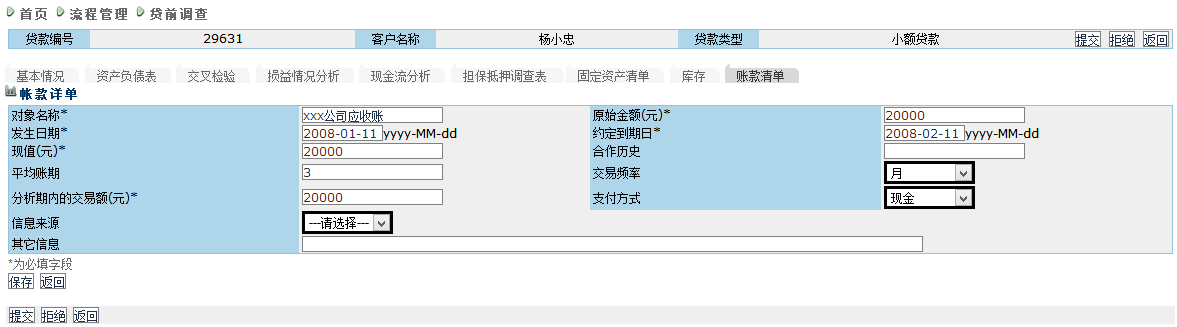 首页 流程管理 贷前调查
贷款编号 29631 客户名称 杨小忠 贷款类型 小额贷款 提交 拒绝 返回
基本情况 资产负债表 交叉检验 损益情况分析 现金流分析 担保抵押调查表 固定资产清单 库存 账款清单
帐款详单
对象名称* xxx公司应收账 原始金额(元)* 20000
发生日期* 2008-01-11 yyyy-MM-dd 约定到期日* 2008-02-11 yyyy-MM-dd
现值(元)* 20000 合作历史
平均账期 3 交易频率 月
分析期内的交易额(元)* 20000 支付方式 现金
信息来源 ---请选择---
其它信息
*为必填字段
保存 返回
提交 拒绝 返回